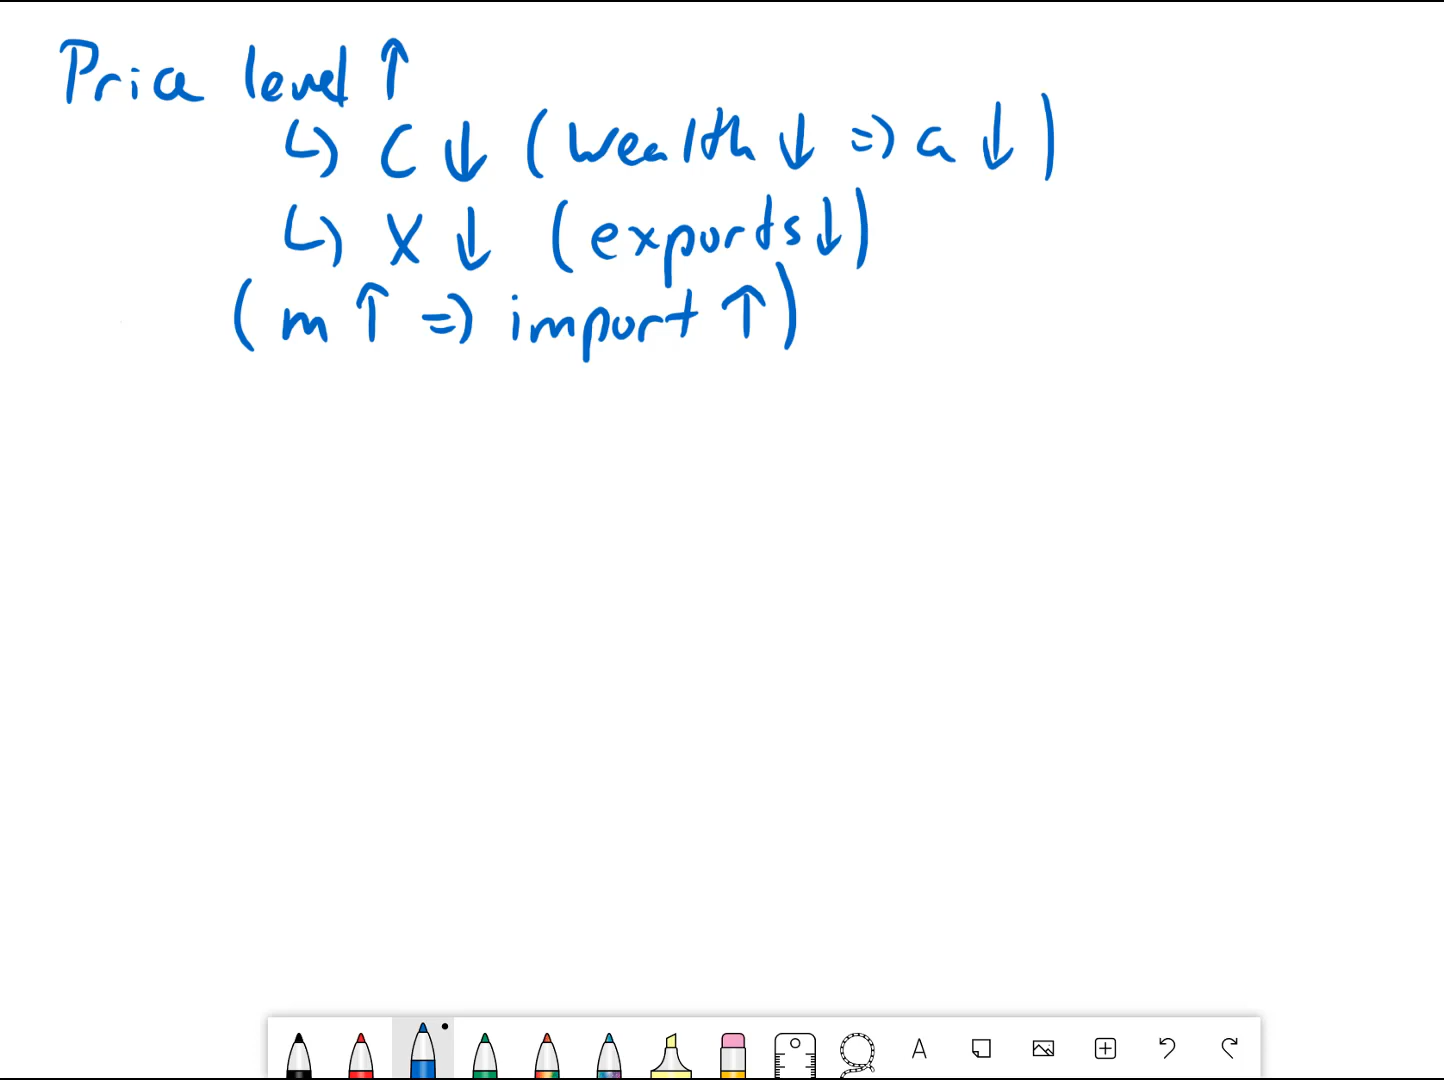 Price level ↑
↳ C ↓ (wealth ↓ => a ↓)
↳ X ↓ (exports ↓)
(m ↑ => import ↑)